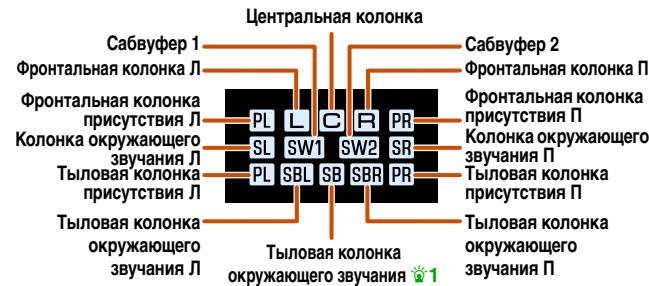 Центральная колонка
Сабвуфер 1
Сабвуфер 2
Фронтальная колонка Л
Фронтальная колонка П
Фронтальная колонка
присутствия Л
Фронтальная колонка
присутствия П
Колонка окружающего
звучания Л
Колонка окружающего
звучания П
Тыловая колонка
присутствия Л
Тыловая колонка
присутствия П
PL L C R PR
SL SW1 SW2 SR
PL SBL SB SBR PR
Тыловая колонка
окружающего
звучания Л
Тыловая колонка
окружающего звучания 1
Тыловая колонка
окружающего
звучания П